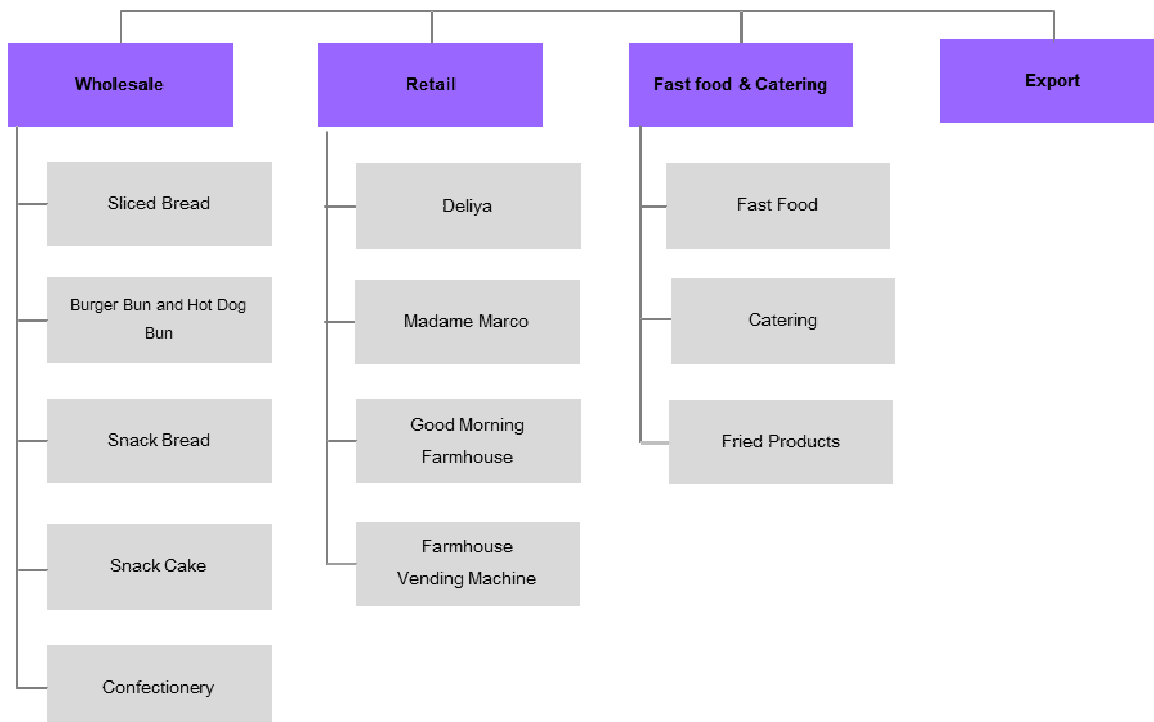 Wholesale
Retail
Fast food & Catering
Export
Sliced Bread
Burger Bun and Hot Dog
Bun
Snack Bread
Snack Cake
Confectionery
Deliya
Madame Marco
Good Morning
Farmhouse
Farmhouse
Vending Machine
Fast Food
Catering
Fried Products